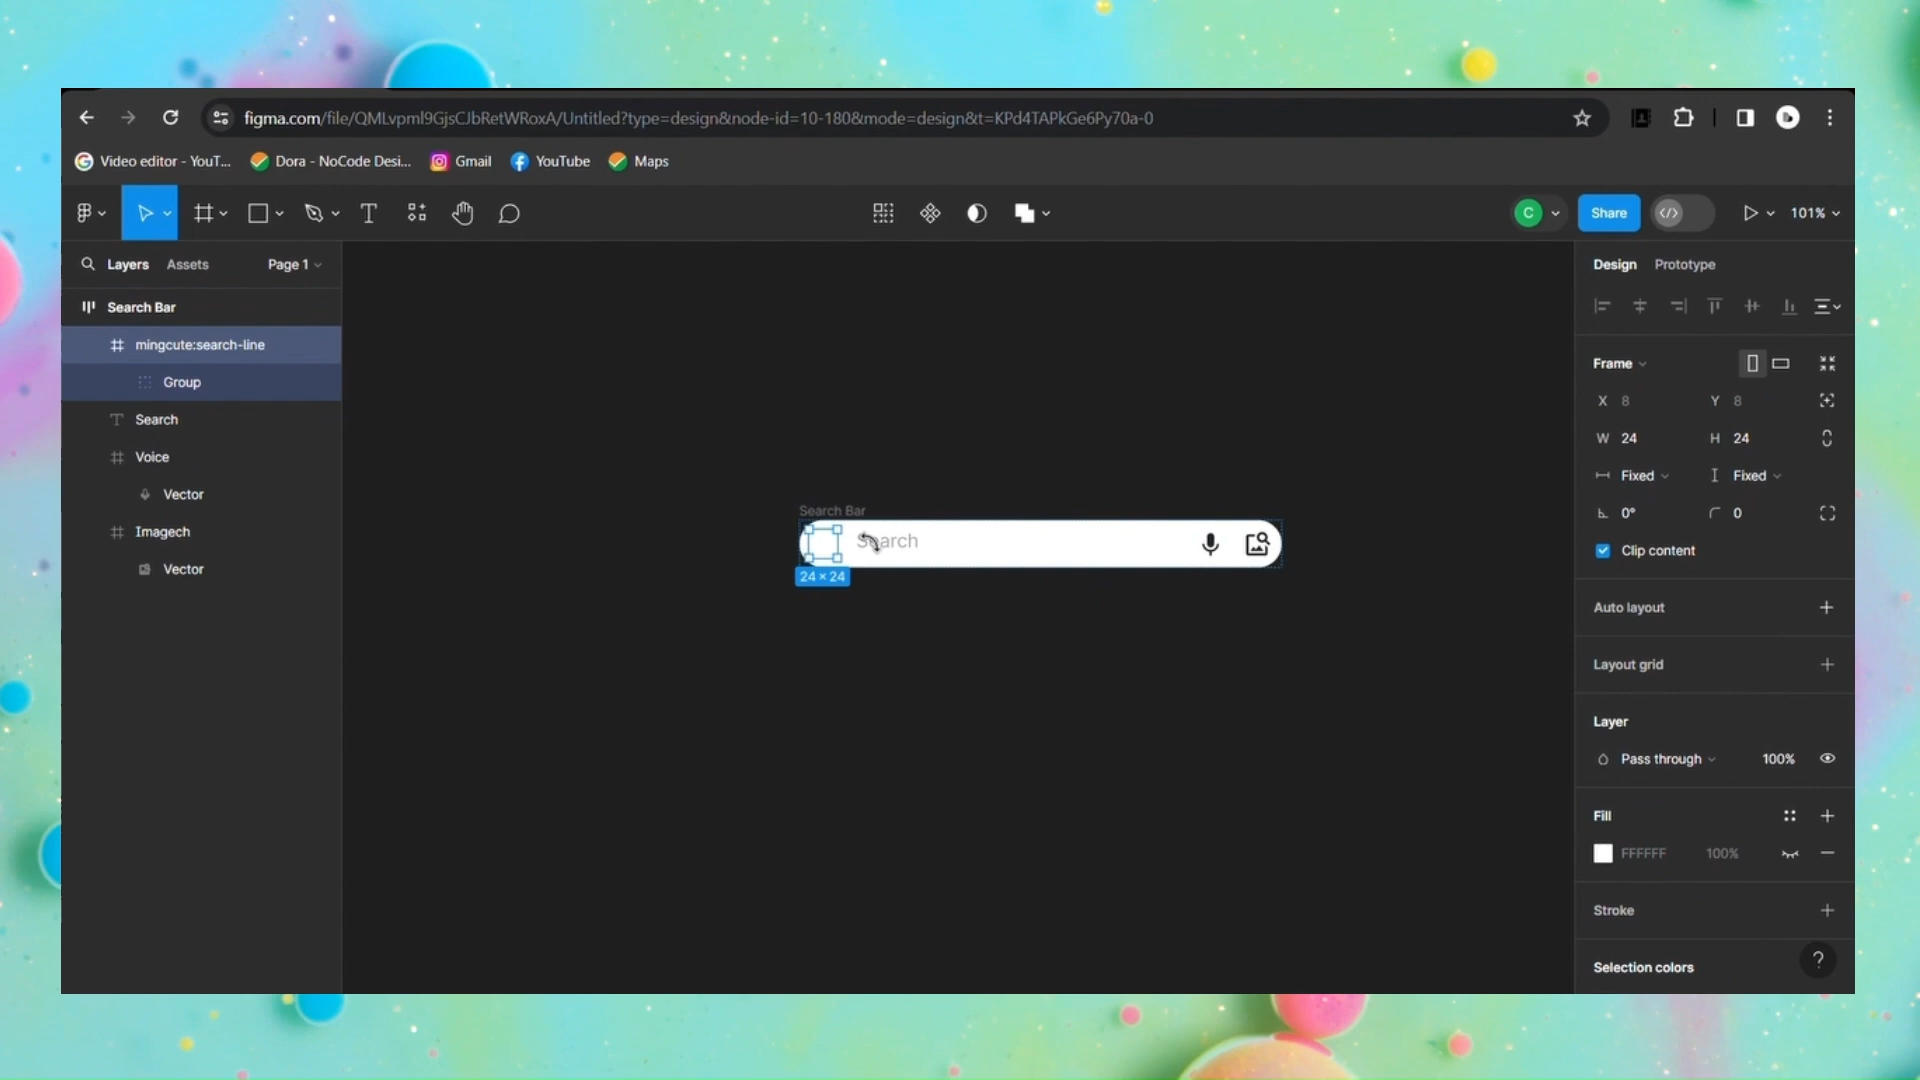 figma.com/file/QMLvpml9GjsCJbRetWRoxA/Untitled?type=design&node-id=10-180&mode=design&t=KPd4TAPkGe6Py70a-0
Video editor - YouT... Dora - NoCode Desi... Gmail YouTube Maps
C Share 101%
Layers Assets Page 1
Search Bar
mingcute:search-line
Group
Search
Voice
Vector
Imagech
Vector
Search Bar
Search
24 × 24
Design Prototype
Frame
X 8 Y 8
W 24 H 24
Fixed Fixed
0° 0
Clip content
Auto layout
Layout grid
Layer
Pass through 100%
Fill
FFFFFF 100%
Stroke
Selection colors
?